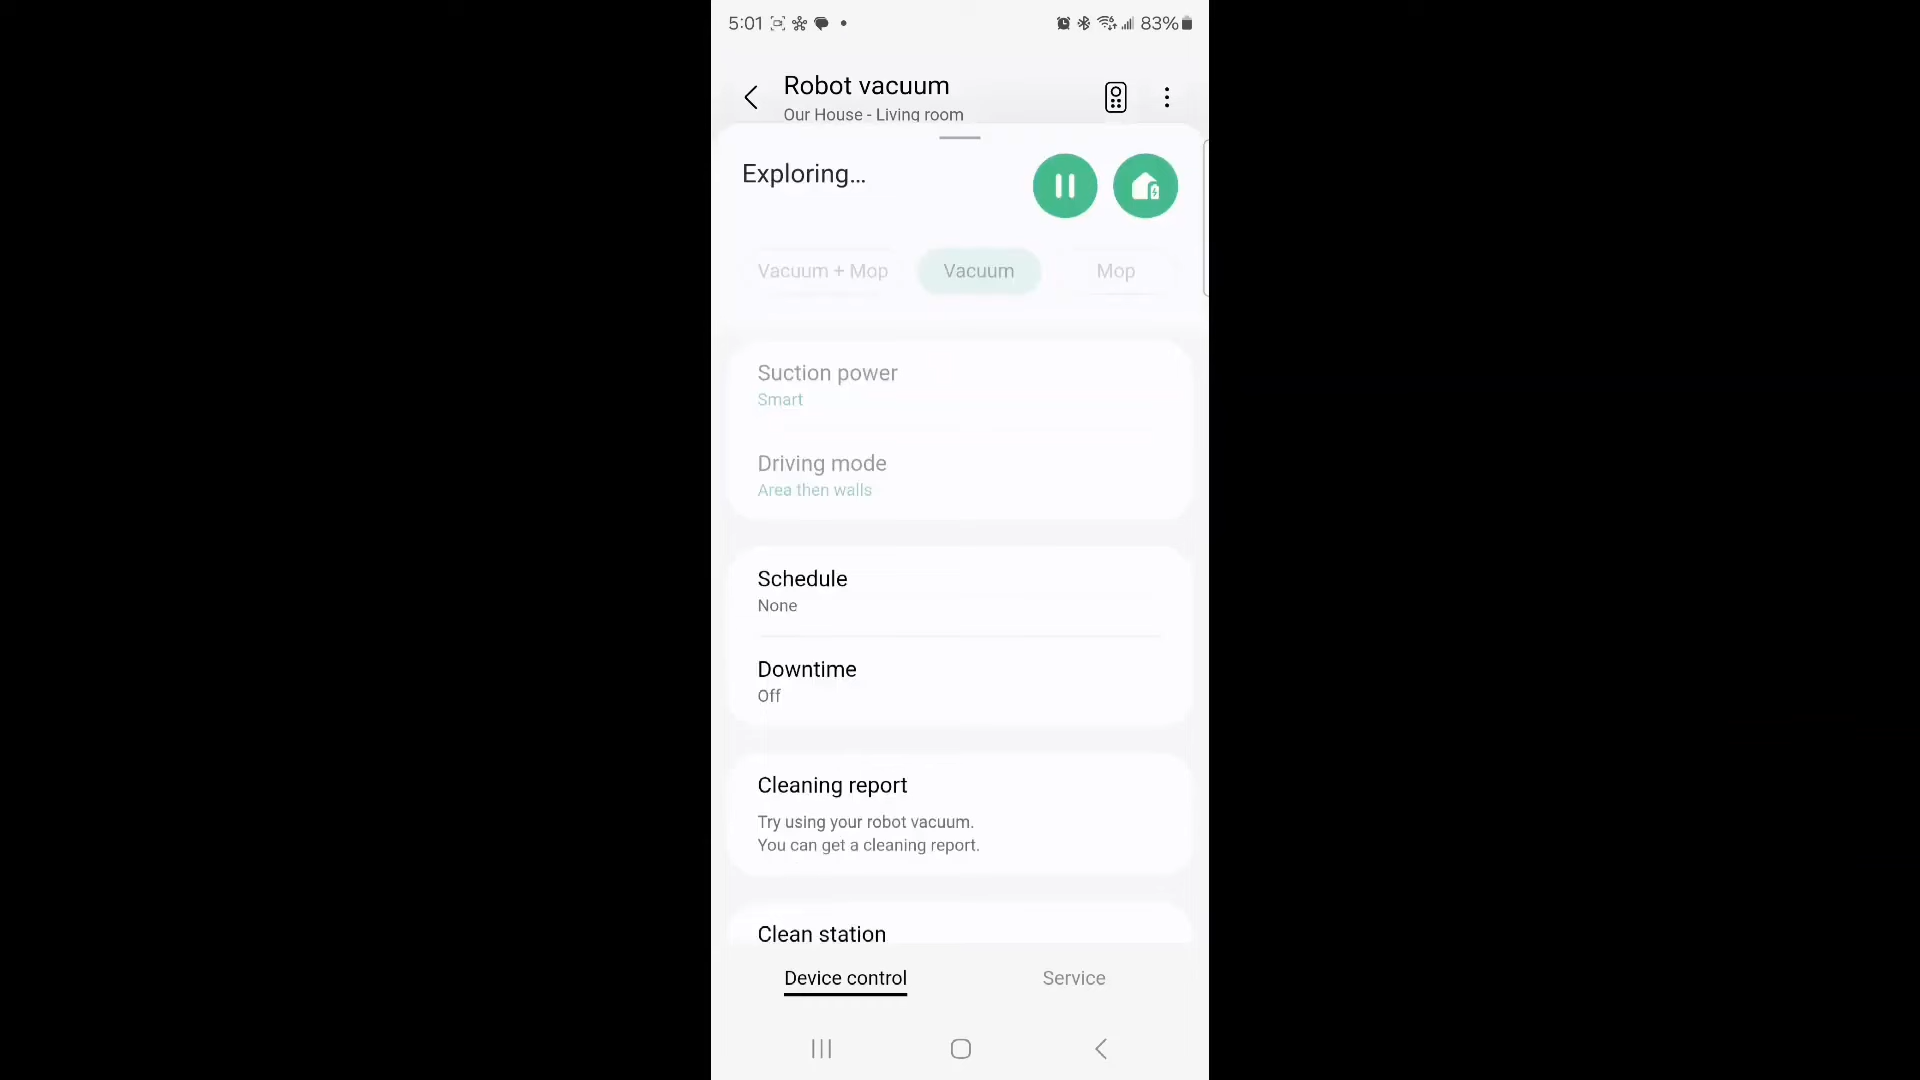 5:01
83%
Robot vacuum
Our House - Living room
Exploring...
Vacuum + Mop
Vacuum
Mop
Suction power
Smart
Driving mode
Area then walls
Schedule
None
Downtime
Off
Cleaning report
Try using your robot vacuum.
You can get a cleaning report.
Clean station
Device control
Service